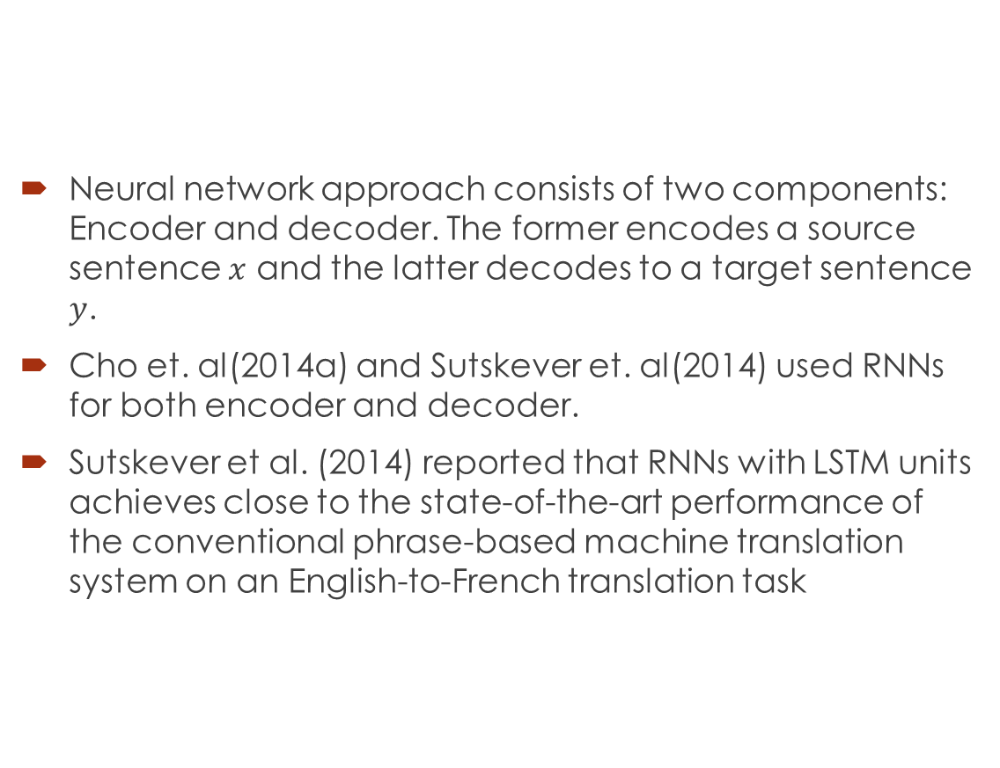 Neural network approach consists of two components:
Encoder and decoder. The former encodes a source
sentence 𝑥 and the latter decodes to a target sentence
𝑦.
Cho et. al(2014a) and Sutskever et. al(2014) used RNNs
for both encoder and decoder.
Sutskever et al. (2014) reported that RNNs with LSTM units
achieves close to the state-of-the-art performance of
the conventional phrase-based machine translation
system on an English-to-French translation task